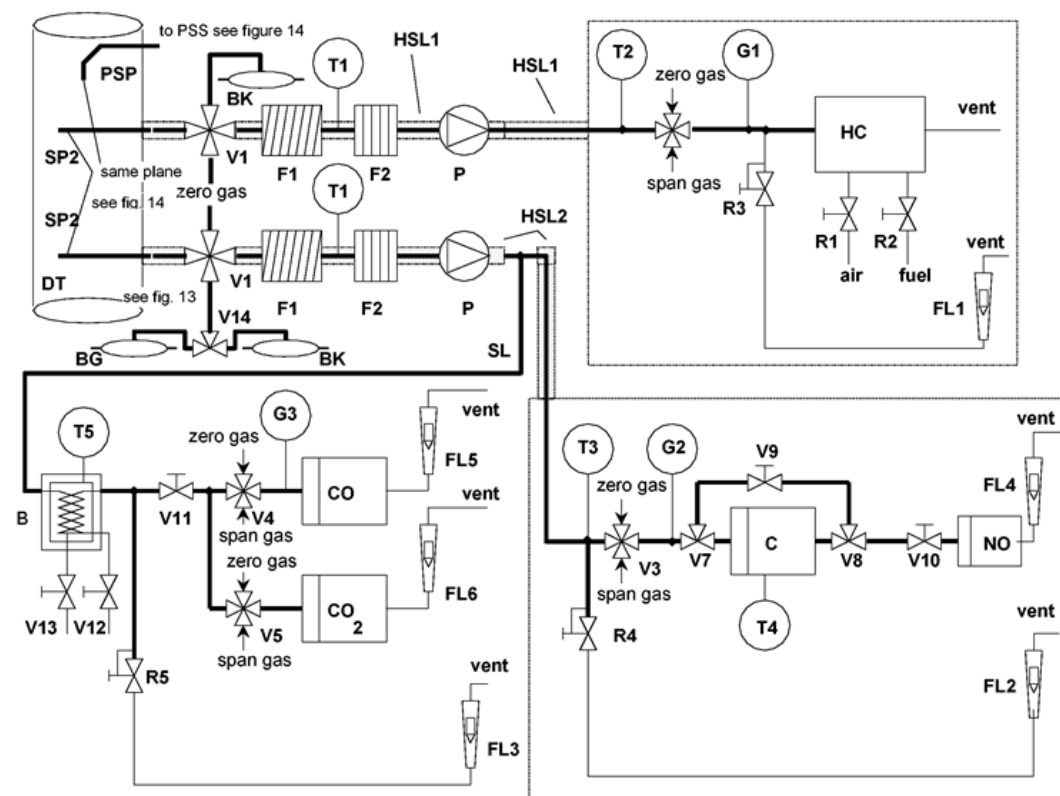 to PSS see figure 14
PSP
BK
T1
HSL1
HSL1
T2
zero gas
G1
HC
vent
SP2
V1
F1
F2
P
span gas
same plane
zero gas
see fig. 14
T1
R3
R1
R2
air
fuel
vent
FL1
SP2
HSL2
V1
F1
F2
P
DT
see fig. 13
V14
BG
BK
SL
vent
G3
FL5
T5
zero gas
CO
V4
span gas
B
V11
vent
zero gas
FL6
CO
2
V5
span gas
V13
V12
R5
vent
FL3
vent
T3
G2
V9
FL4
zero gas
C
NO
V3
V7
V8
V10
span gas
R4
T4
vent
FL2